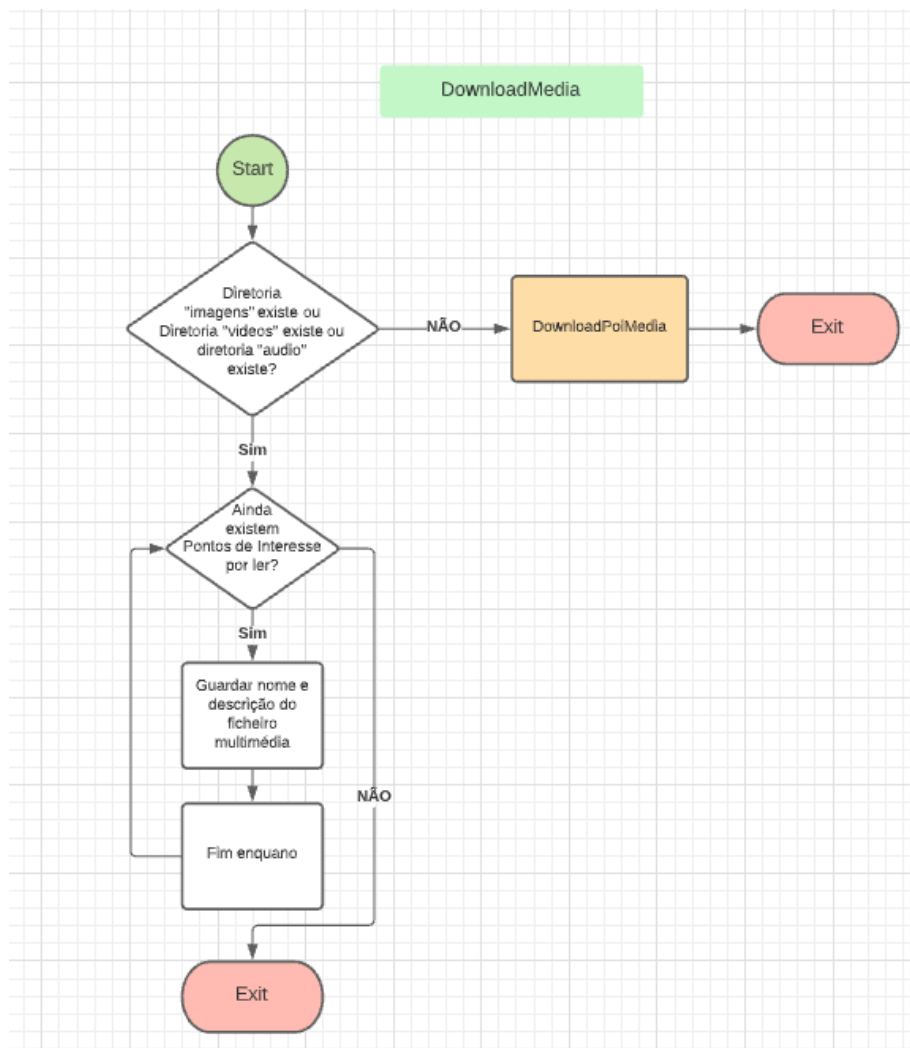 DownloadMedia
Start
Diretoria
"imagens" existe ou
Diretoria "videos" existe ou
diretoria "audio"
existe?
NÃO
DownloadPoiMedia
Exit
Sim
Ainda
existem
Pontos de Interesse
por ler?
Sim
Guardar nome e
descrição do
ficheiro
multimédia
NÃO
Fim enquano
Exit